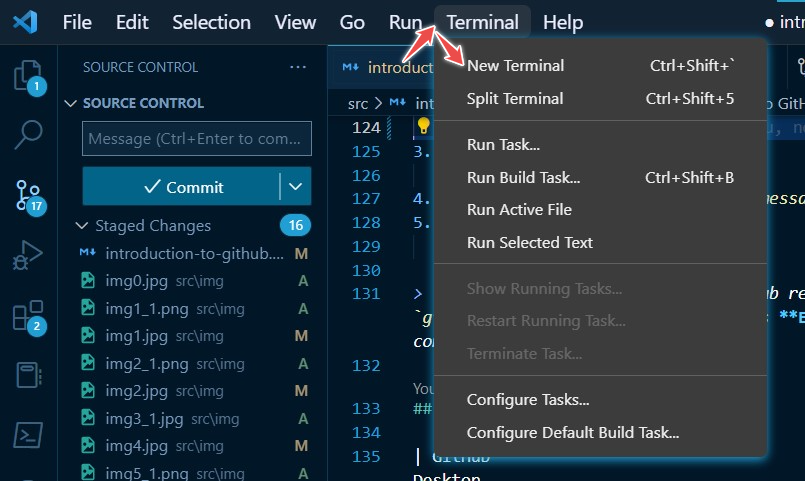 File Edit Selection View Go Run Terminal Help ● intr
SOURCE CONTROL ...
SOURCE CONTROL
Message (Ctrl+Enter to com...
Commit
Staged Changes 16
introduction-to-github.... M
img0.jpg src\img A
img1_1.png src\img A
img1.jpg src\img M
img2_1.png src\img A
img2.jpg src\img M
img3_1.jpg src\img A
img4.jpg src\img M
img5_1.png src\img A
1
17
2
introduct
src > int
124
125 3.
126
127 4.
128 5.
129
130
131 >
`g
co
132
You
133 ##
134
135 | GitHub
Desktop
New Terminal Ctrl+Shift+`
Split Terminal Ctrl+Shift+5
Run Task...
Run Build Task... Ctrl+Shift+B
Run Active File
Run Selected Text
Show Running Tasks...
Restart Running Task...
Terminate Task...
Configure Tasks...
Configure Default Build Task...
o GitH
messa
ub re